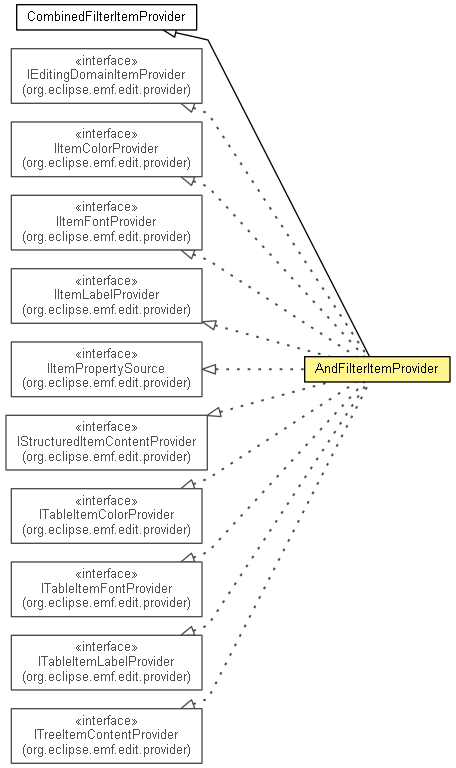 CombinedFilterItemProvider
«interface»
IEditingDomainItemProvider
(org.eclipse.emf.edit.provider)
«interface»
IItemColorProvider
(org.eclipse.emf.edit.provider)
«interface»
IItemFontProvider
(org.eclipse.emf.edit.provider)
«interface»
IItemLabelProvider
(org.eclipse.emf.edit.provider)
«interface»
IItemPropertySource
(org.eclipse.emf.edit.provider)
AndFilterItemProvider
«interface»
IStructuredItemContentProvider
(org.eclipse.emf.edit.provider)
«interface»
ITableItemColorProvider
(org.eclipse.emf.edit.provider)
«interface»
ITableItemFontProvider
(org.eclipse.emf.edit.provider)
«interface»
ITableItemLabelProvider
(org.eclipse.emf.edit.provider)
«interface»
ITreeItemContentProvider
(org.eclipse.emf.edit.provider)